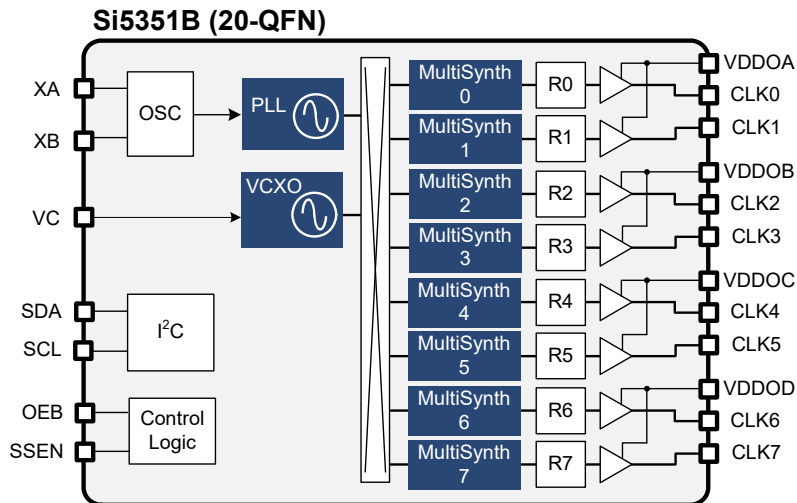 Si5351B (20-QFN)
XA
XB
OSC
PLL
VC
VCXO
SDA
SCL
I²C
OEB
SSEN
Control
Logic
MultiSynth
0
R0
MultiSynth
1
R1
MultiSynth
2
R2
MultiSynth
3
R3
MultiSynth
4
R4
MultiSynth
5
R5
MultiSynth
6
R6
MultiSynth
7
R7
VDDOA
CLK0
CLK1
VDDOB
CLK2
CLK3
VDDOC
CLK4
CLK5
VDDOD
CLK6
CLK7